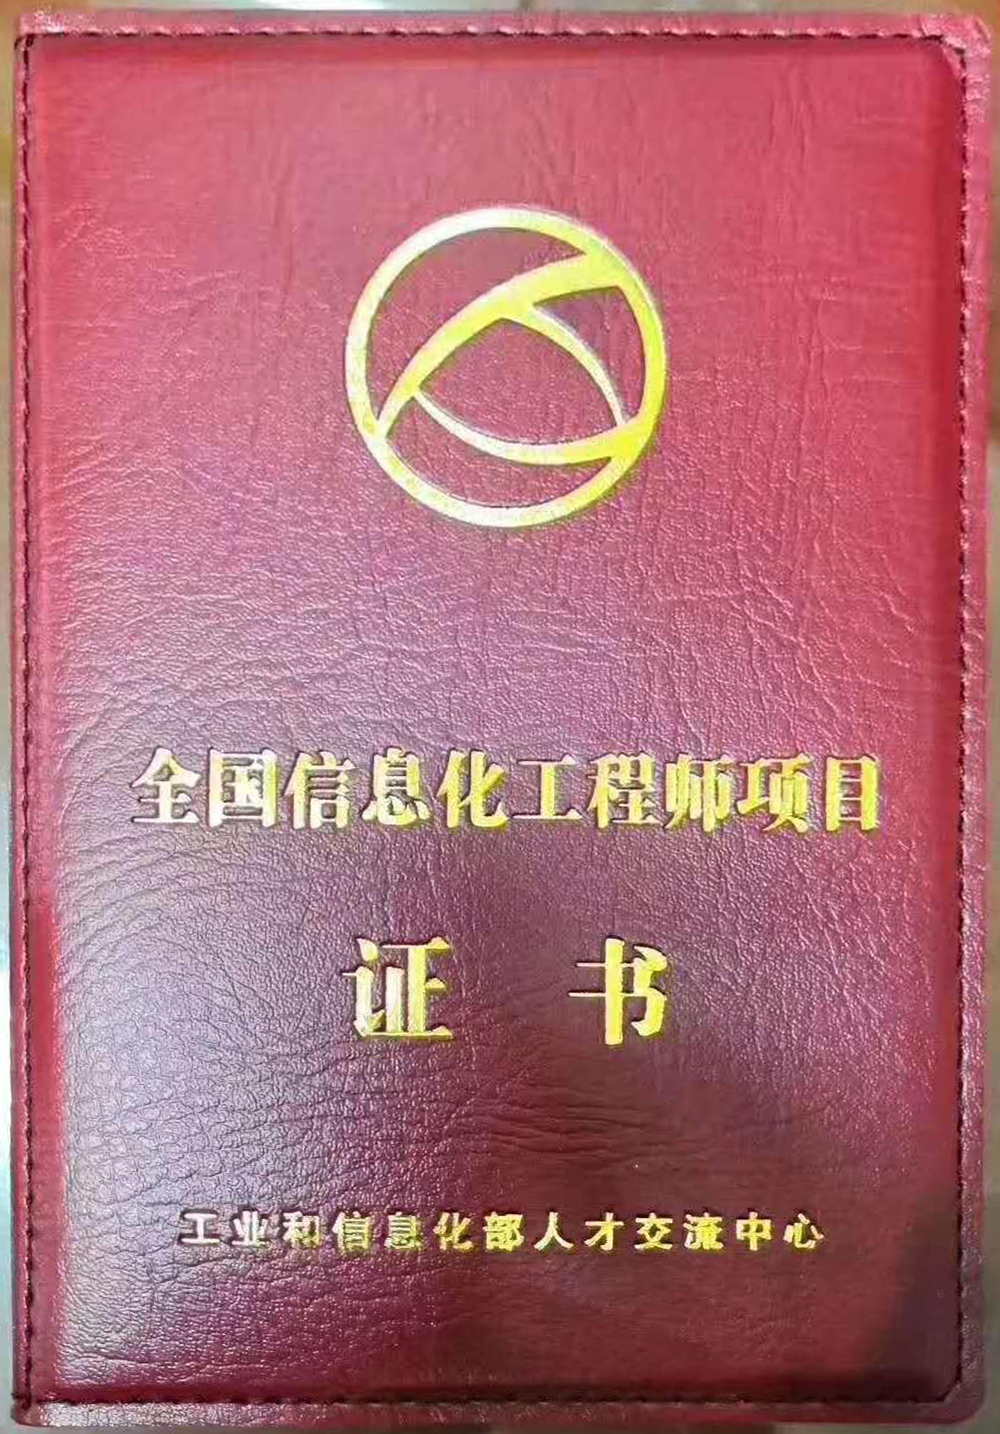 全国信息化工程师项目
证书
工业和信息化部人才交流中心